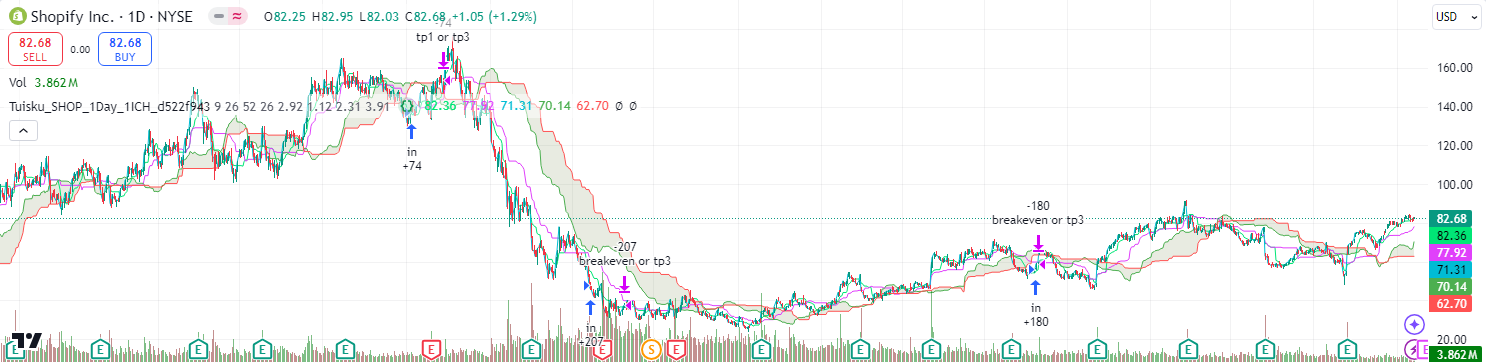 Shopify Inc. · 1D · NYSE O82.25 H82.95 L82.03 C82.68 +1.05 (+1.29%)
USD
82.68
SELL
0.00
82.68
BUY
Vol 3.862M
Tuisku_SHOP_1Day_1ICH_d522f943 9 26 52 26 2.92 1.12 2.31 3.91 82.36 77.92 71.31 70.14 62.70 Ø Ø
-74
tp1 or tp3
in
+74
-207
breakeven or tp3
in
+207
-180
breakeven or tp3
in
+180
160.00
140.00
120.00
100.00
82.68
82.36
77.92
71.31
70.14
62.70
20.00
3.862M
E
E
E
E
E
E
E
E
S
E
E
E
E
E
E
E
E
E
E